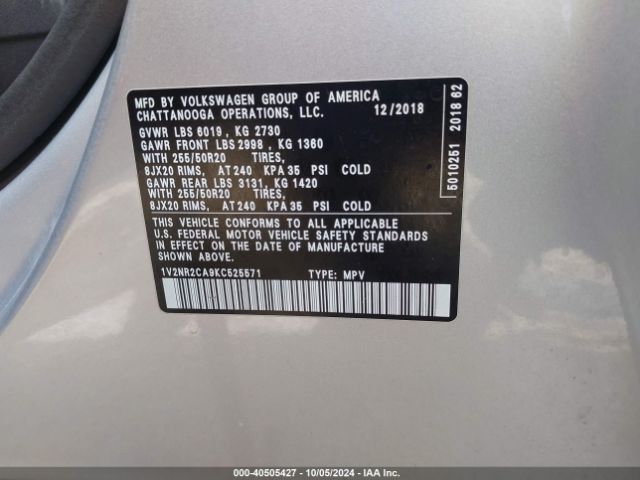 MFD BY VOLKSWAGEN GROUP OF AMERICA
CHATTANOOGA OPERATIONS, LLC. 12/2018
GVWR LBS 6019, KG 2730
GAWR FRONT LBS 2998, KG 1360
WITH 255/50R20 TIRES,
8JX20 RIMS, AT 240 KPA 35 PSI COLD
GAWR REAR LBS 3131, KG 1420
WITH 255/50R20 TIRES,
8JX20 RIMS, AT 240 KPA 35 PSI COLD
THIS VEHICLE CONFORMS TO ALL APPLICABLE
U.S. FEDERAL MOTOR VEHICLE SAFETY STANDARDS
IN EFFECT ON THE DATE OF MANUFACTURE
SHOWN ABOVE.
1V2NR2CA9KC525571 TYPE: MPV
5010251 2018 62
000-40505427 - 10/05/2024 - IAA Inc.